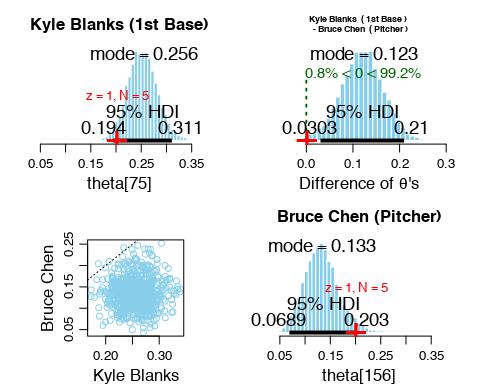 Kyle Blanks (1st Base)
mode = 0.256
z = 1, N = 5
95% HDI
0.194 0.311
0.05 0.15 0.25 0.35
theta[75]
Kyle Blanks (1st Base)
- Bruce Chen (Pitcher)
mode = 0.123
0.8% < 0 < 99.2%
95% HDI
0.0303 0.21
0.0 0.1 0.2 0.3
Difference of θ's
Bruce Chen
0.05 0.15 0.25
0.20 0.30
Kyle Blanks
Bruce Chen (Pitcher)
mode = 0.133
z = 1, N = 5
95% HDI
0.0689 0.203
0.05 0.15 0.25 0.35
theta[156]